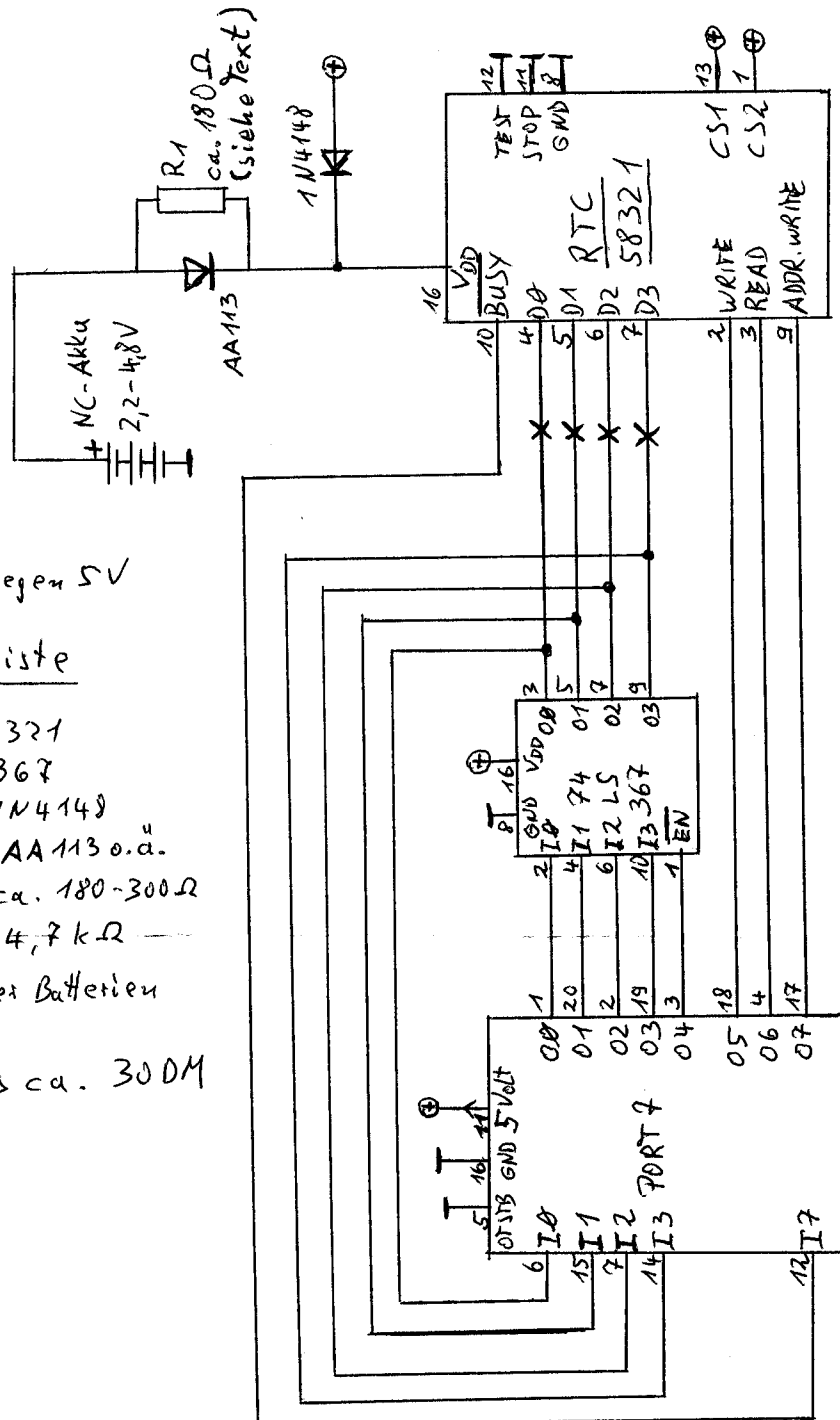 + NC-Akku
2,2-4,8V
AA113
R1
ca. 180 Ω
(siehe Text)
1N4148
⊕
16
VDD
10 BUSY
4 D0
5 D1
6 D2
7 D3
RTC
58321
12 TEST
11 STOP
8 GND
13 CS1 ⊕
1 CS2 ⊕
2 WRITE
3 READ
9 ADDR. WRITE
egen 5V
iste
321
367
1N4148
AA113 o.ä.
ca. 180-300Ω
4,7 kΩ
er Batterien
s ca. 30 DM
3 O0
5 O1
7 O2
9 O3
⊕
16 VDD
8 GND
74
LS
367
2 I0
4 I1
6 I2
10 I3
1 EN
1 O0
20 O1
2 O2
19 O3
3 O4
18 O5
4 O6
17 O7
⊕
11 5Volt
16 GND
5 OTSTB
PORT 7
6 I0
15 I1
7 I2
14 I3
12 I7